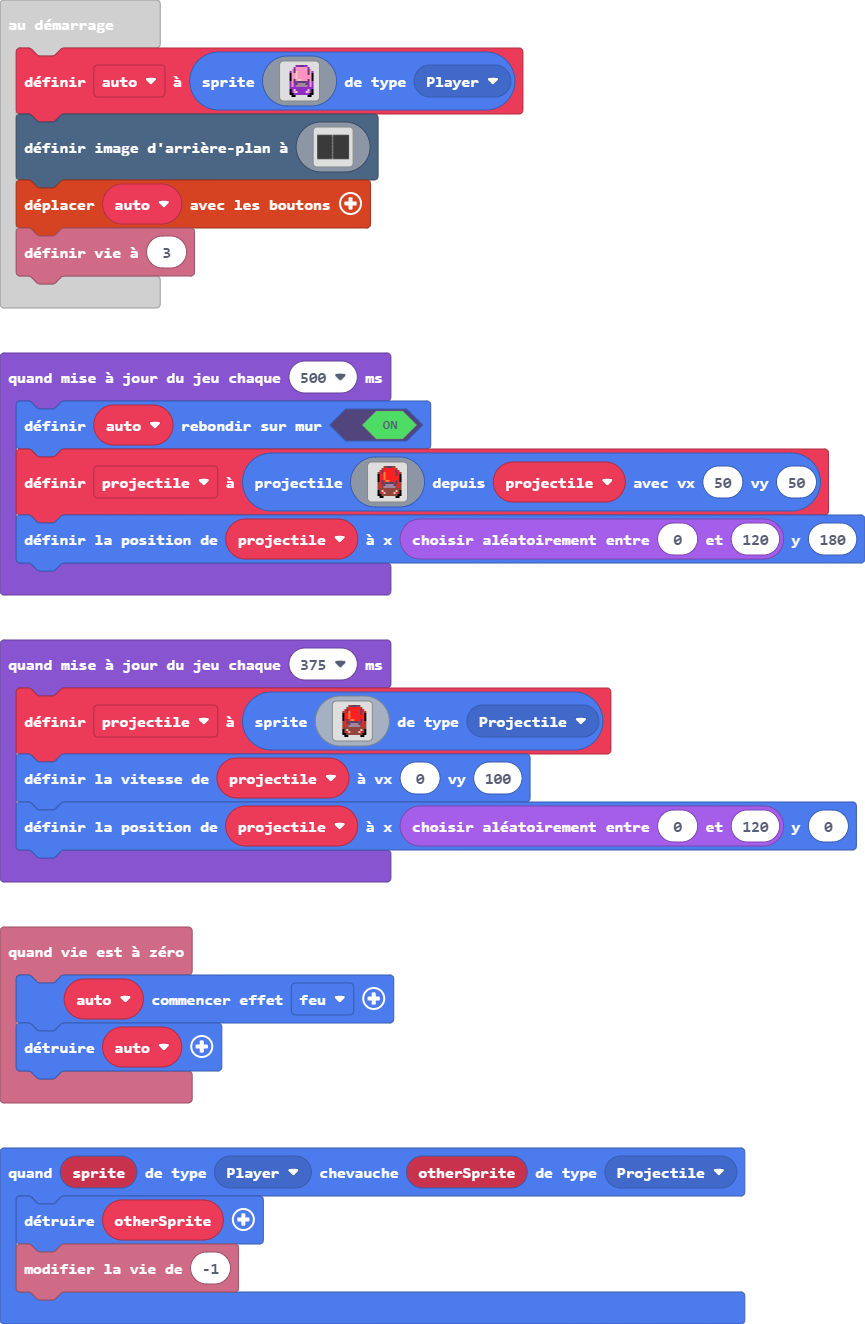 au démarrage
définir auto à sprite de type Player
définir image d'arrière-plan à
déplacer auto avec les boutons
définir vie à 3
quand mise à jour du jeu chaque 500 ms
définir auto rebondir sur mur ON
définir projectile à projectile depuis projectile avec vx 50 vy 50
définir la position de projectile à x choisir aléatoirement entre 0 et 120 y 180
quand mise à jour du jeu chaque 375 ms
définir projectile à sprite de type Projectile
définir la vitesse de projectile à vx 0 vy 100
définir la position de projectile à x choisir aléatoirement entre 0 et 120 y 0
quand vie est à zéro
auto commencer effet feu
détruire auto
quand sprite de type Player chevauche otherSprite de type Projectile
détruire otherSprite
modifier la vie de -1